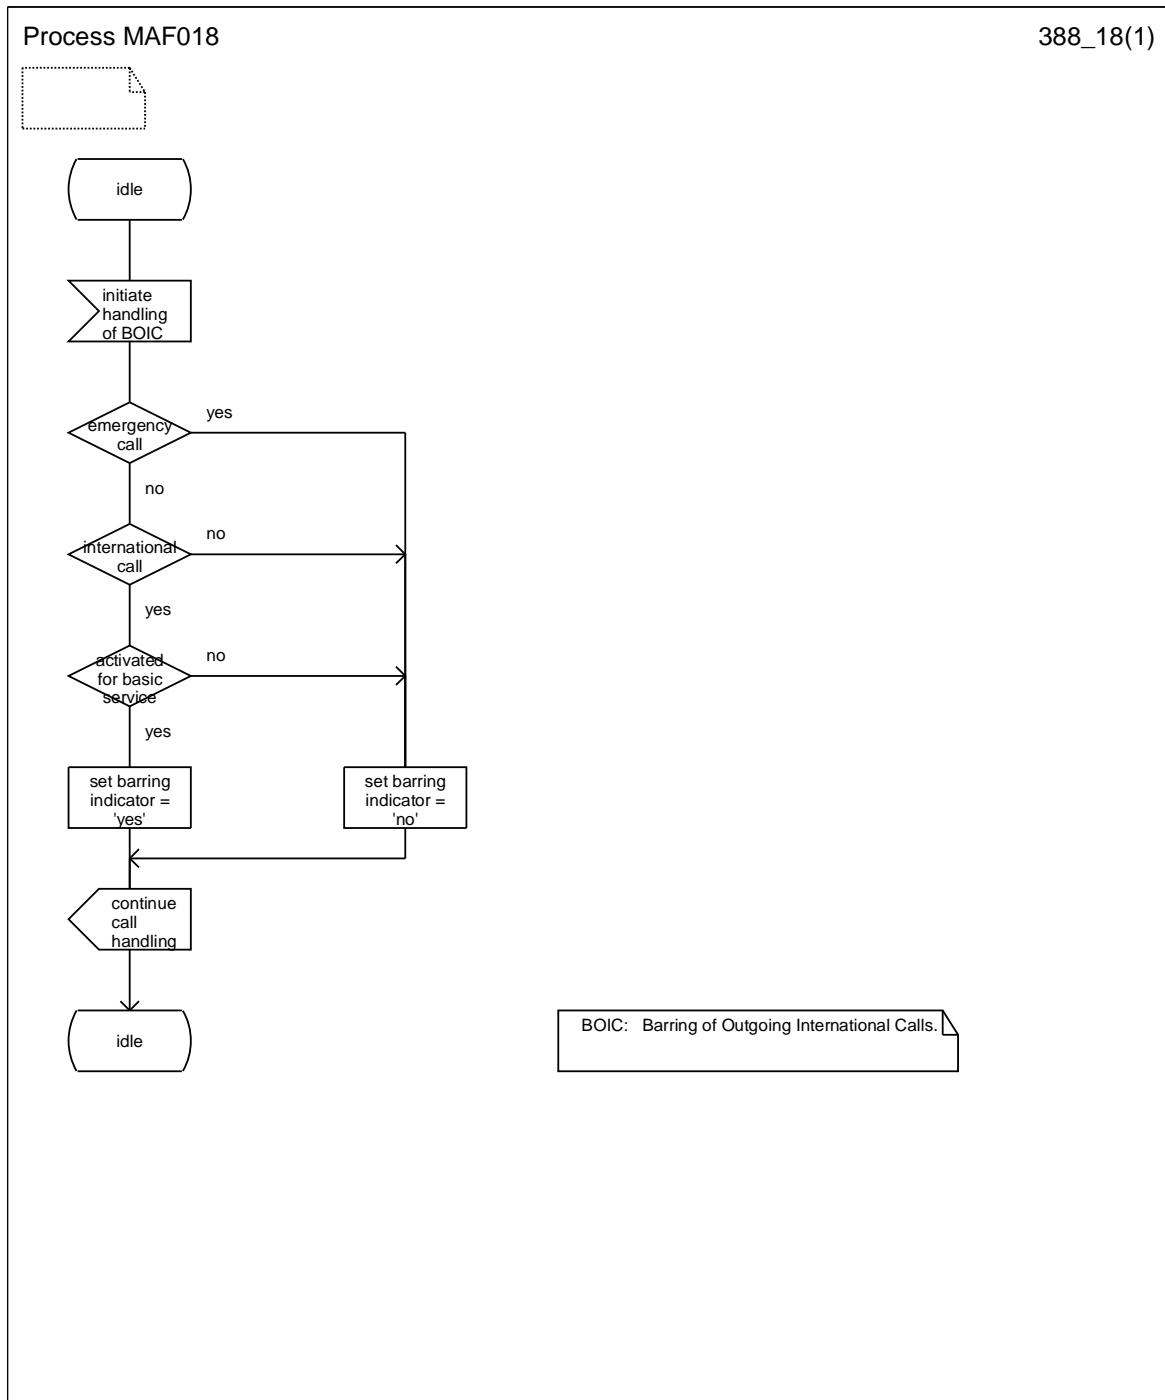 Process MAF018
388_18(1)
idle
initiate
handling
of BOIC
emergency
call
yes
no
international
call
no
yes
activated
for basic
service
no
yes
set barring
indicator =
'yes'
set barring
indicator =
'no'
continue
call
handling
idle
BOIC: Barring of Outgoing International Calls.